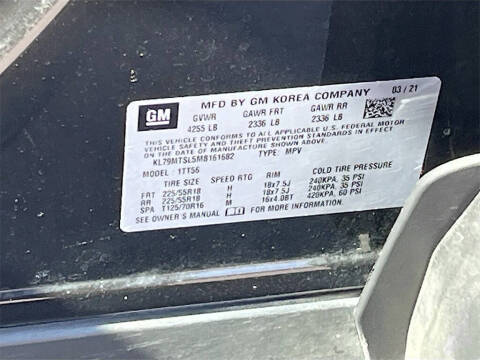 GM
MFD BY GM KOREA COMPANY 03/21
GVWR GAWR FRT GAWR RR
4255 LB 2336 LB 2336 LB
THIS VEHICLE CONFORMS TO ALL APPLICABLE U.S. FEDERAL MOTOR
VEHICLE SAFETY, BUMPER, AND THEFT PREVENTION STANDARDS IN EFFECT
ON THE DATE OF MANUFACTURE SHOWN ABOVE.
KL79MTSL5MB161682 TYPE: MPV
MODEL: 1TT56
TIRE SIZE SPEED RTG RIM COLD TIRE PRESSURE
FRT 225/55R18 H 18x7.5J 240KPA, 35 PSI
RR 225/55R18 H 18x7.5J 240KPA, 35 PSI
SPA T125/70R16 M 16x4.0BT 420KPA, 60 PSI
SEE OWNER'S MANUAL FOR MORE INFORMATION.